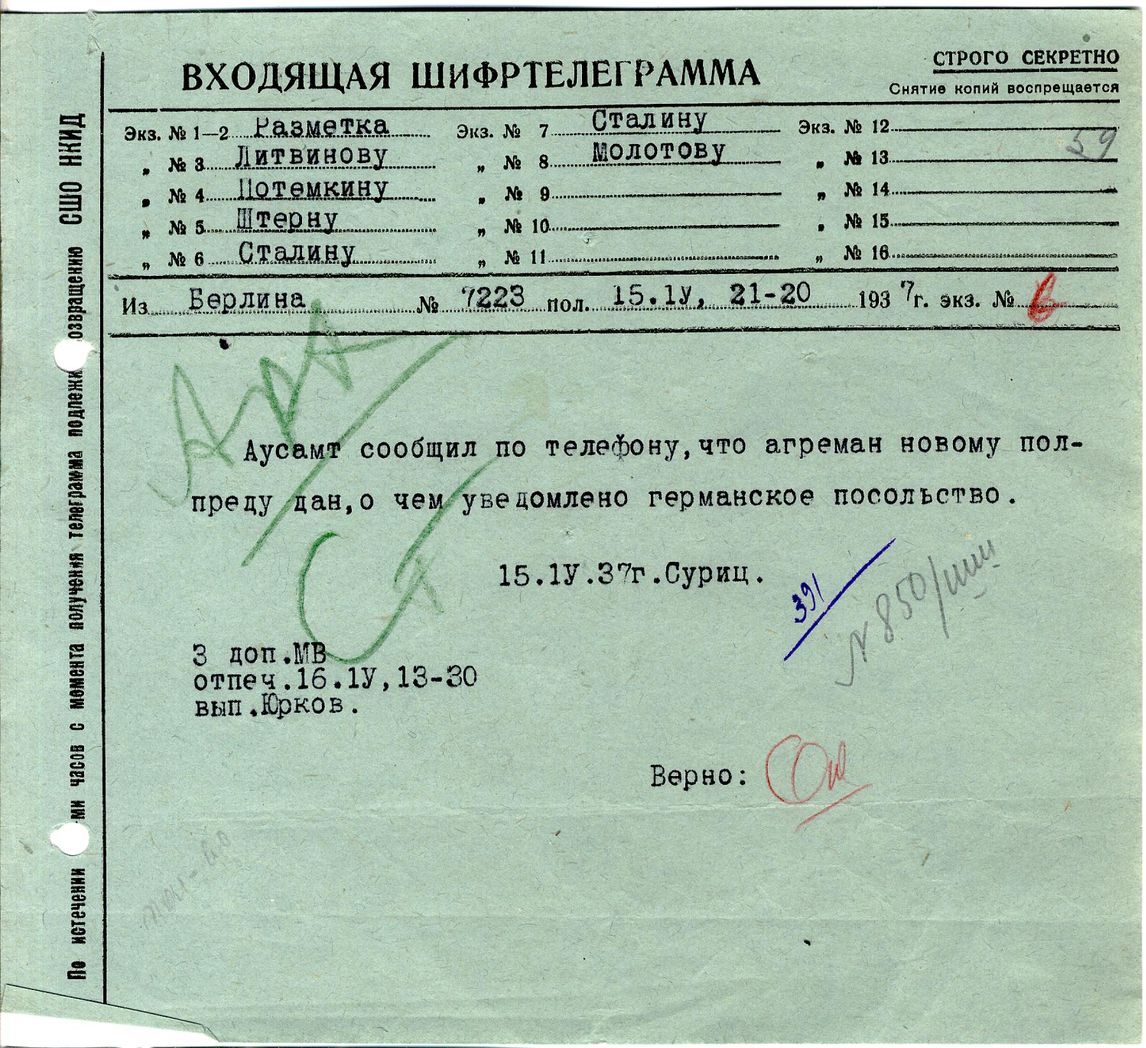 ВХОДЯЩАЯ ШИФРТЕЛЕГРАММА
СТРОГО СЕКРЕТНО
Снятие копий воспрещается
Экз. № 1—2 Разметка
„ № 3 Литвинову
„ № 4 Потемкину
„ № 5 Штерну
„ № 6 Сталину
Экз. № 7 Сталину
„ № 8 Молотову
„ № 9
„ № 10
„ № 11
Экз. № 12
„ № 13
„ № 14
„ № 15
„ № 16
59
Из Берлина № 7223 пол. 15.1У, 21-20 1937г. экз. № 6
Арх
Ст
Аусамт сообщил по телефону,что агреман новому пол-
преду дан,о чем уведомлено германское посольство.
15.1У.37г.Суриц.
391
№ 850/шт
3 доп.МВ
отпеч.16.1У,13-30
вып.Юрков.
Верно:
По истечении ми часов с момента получения телеграмма подлежи озвращению СШО НКИД